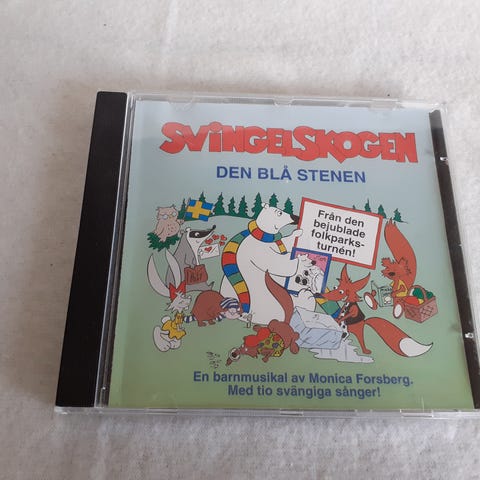 SVINGELSKOGEN
DEN BLÅ STENEN
Från den
bejublade
folkparks-
turnén!
En barnmusikal av Monica Forsberg.
Med tio svängiga sånger!